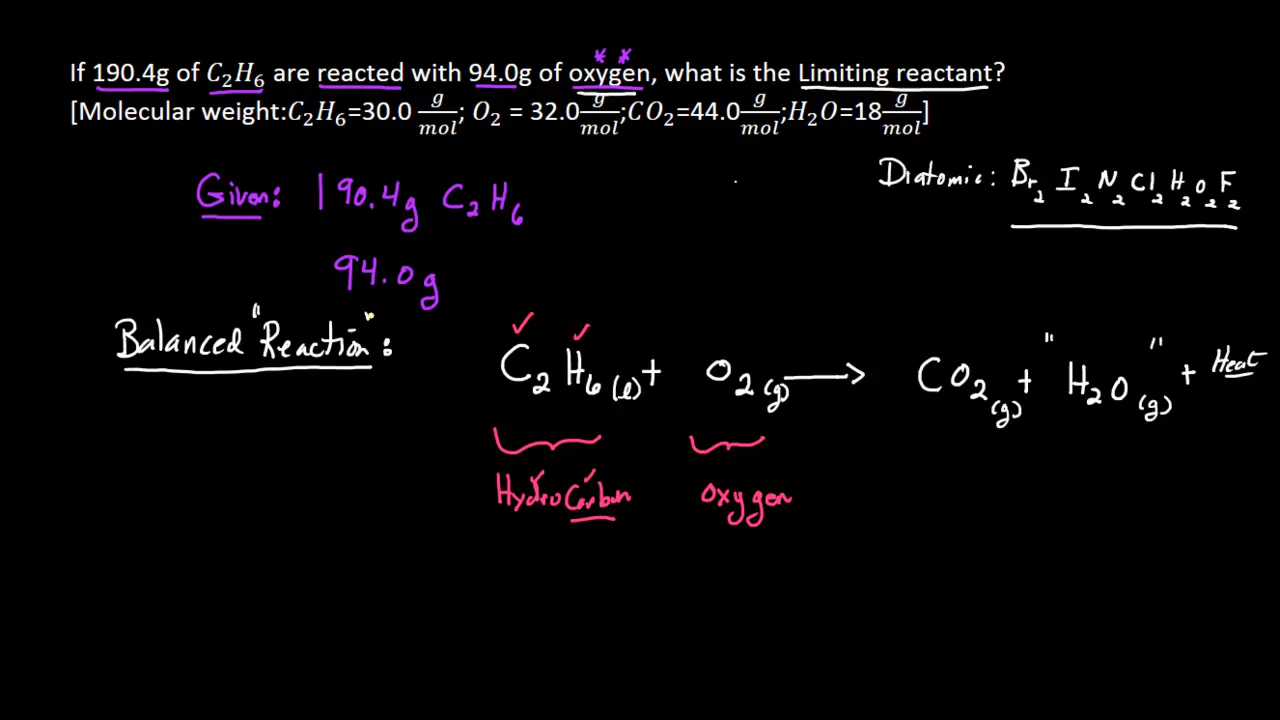 If 190.4g of C₂H₆ are reacted with 94.0g of oxygen, what is the Limiting reactant?
[Molecular weight:C₂H₆=30.0 g/mol; O₂ = 32.0 g/mol;CO₂=44.0 g/mol;H₂O=18 g/mol]
Diatomic: Br₂ I₂ N₂ Cl₂ H₂ O₂ F₂
Given: 190.4g C₂H₆
94.0g
Balanced "Reaction":
C₂H₆(l) + O₂(g) ⟶ CO₂(g) + "H₂O(g)" + Heat
HydroCarbon Oxygen